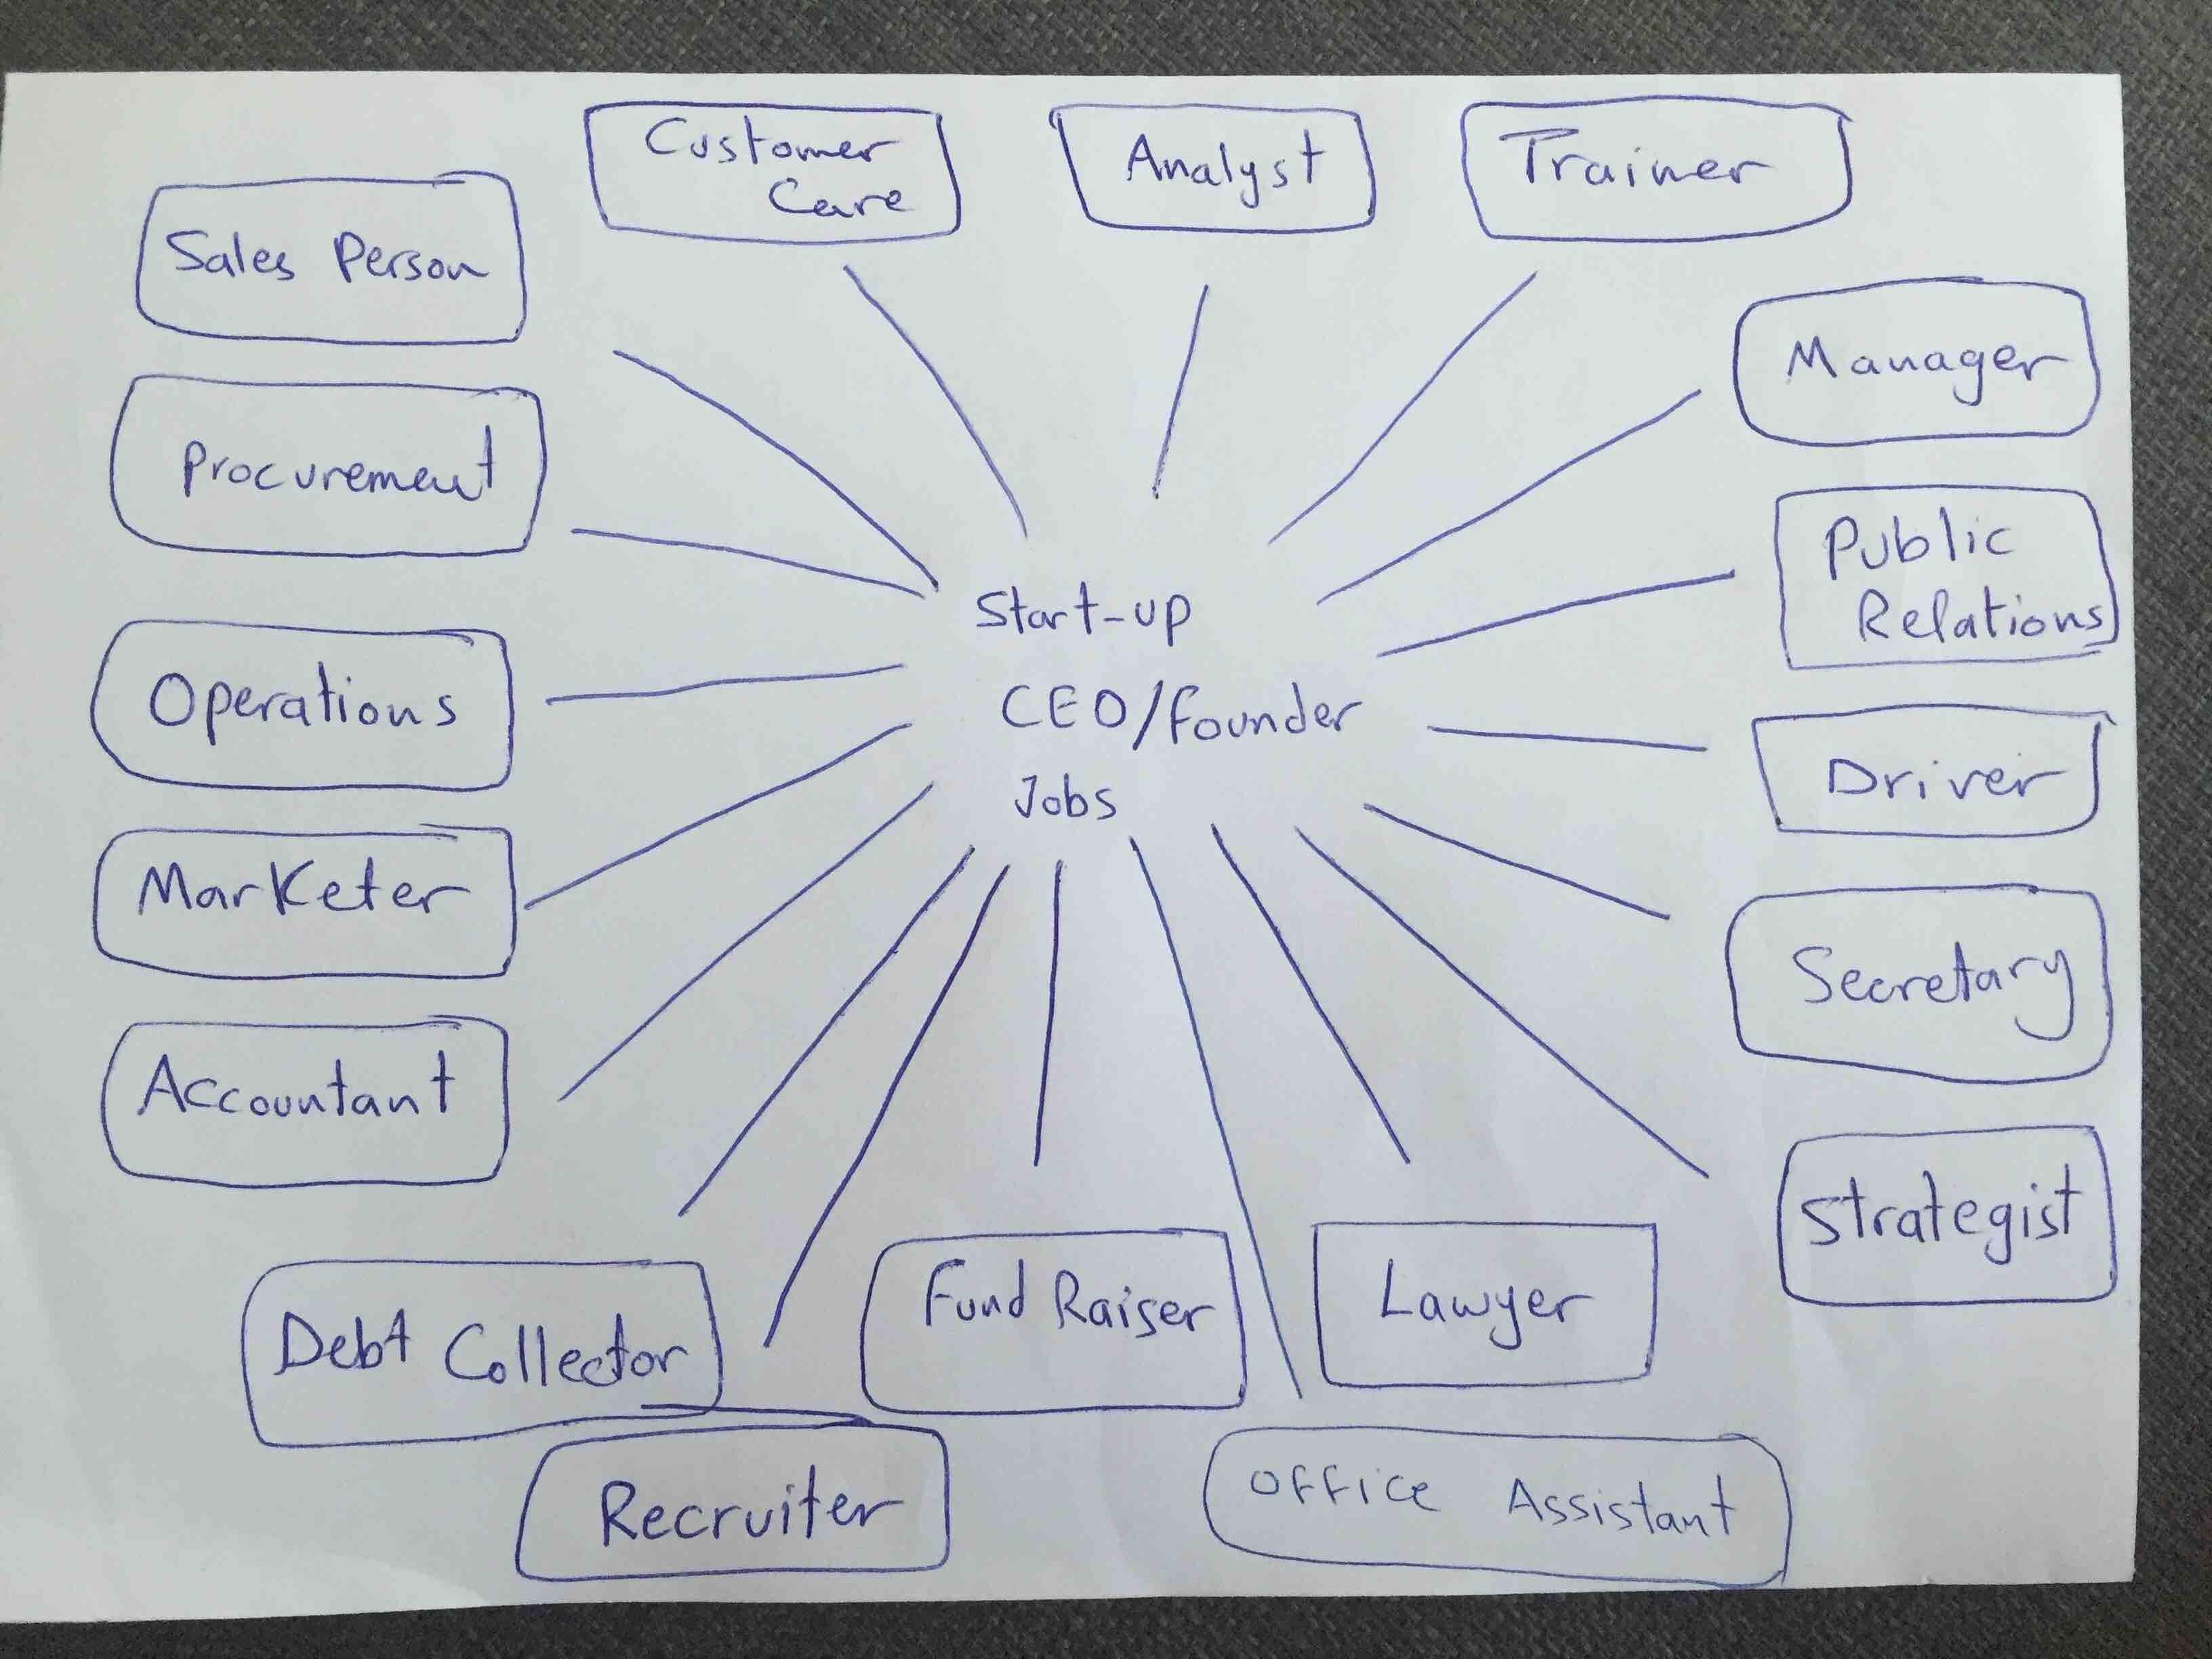 Customer
Care
Analyst
Trainer
Sales Person
Manager
Procurement
Public
Relations
Start-up
CEO/Founder
Jobs
Operations
Driver
Marketer
Secretary
Accountant
Strategist
Debt Collector
Fund Raiser
Lawyer
Recruiter
Office Assistant